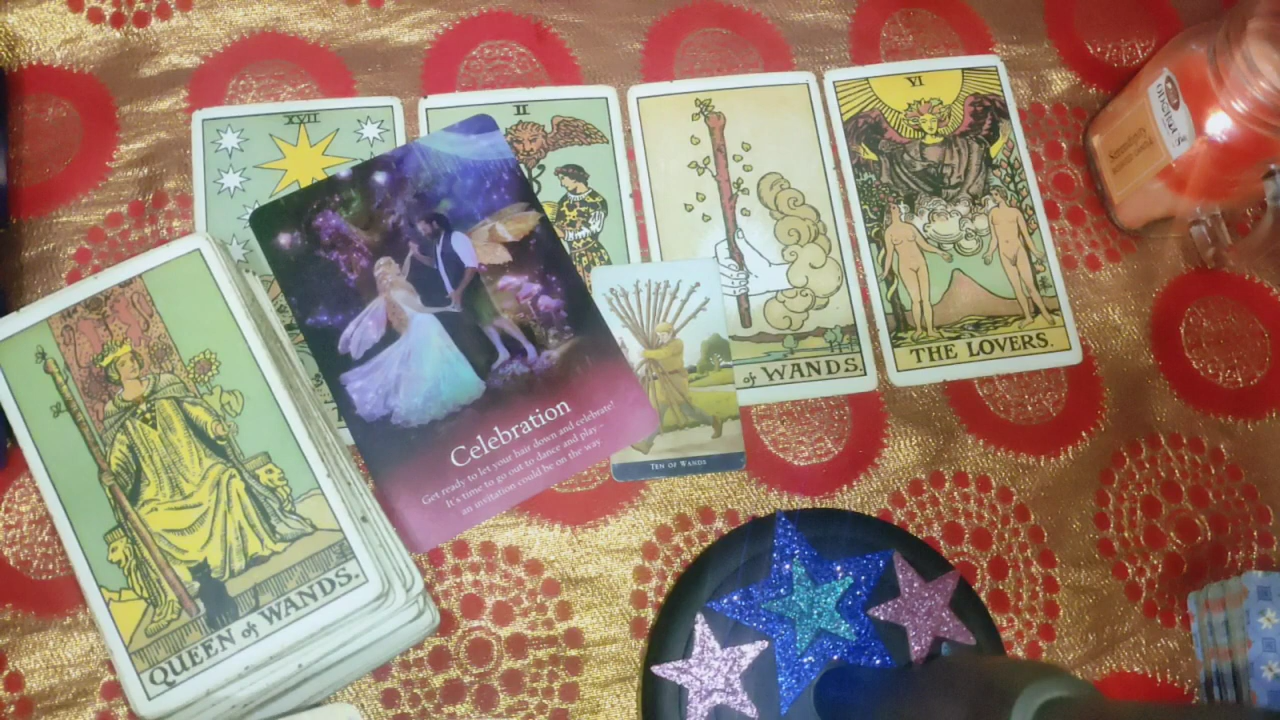 XVII
II
VI
of WANDS.
THE LOVERS.
TEN OF WANDS
Celebration
Get ready to let your hair down and celebrate!
It's time to go out to dance and play –
an invitation could be on the way
QUEEN of WANDS.